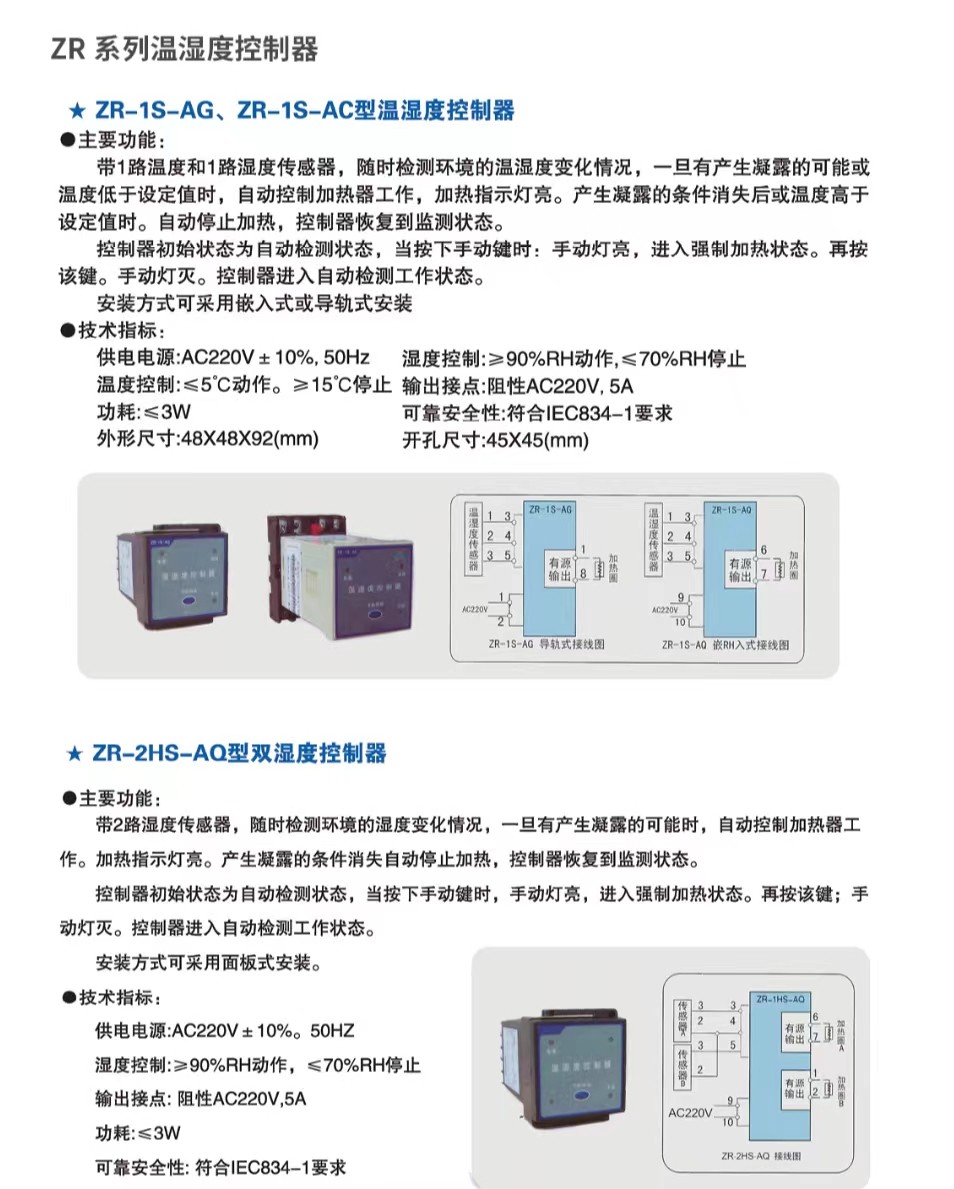 ZR 系列温湿度控制器
★ ZR-1S-AG、ZR-1S-AC型温湿度控制器
●主要功能：
带1路温度和1路湿度传感器，随时检测环境的温湿度变化情况，一旦有产生凝露的可能或
温度低于设定值时，自动控制加热器工作，加热指示灯亮。产生凝露的条件消失后或温度高于
设定值时。自动停止加热，控制器恢复到监测状态。
控制器初始状态为自动检测状态，当按下手动键时：手动灯亮，进入强制加热状态。再按
该键。手动灯灭。控制器进入自动检测工作状态。
安装方式可采用嵌入式或导轨式安装
●技术指标：
供电电源:AC220V±10%, 50Hz 湿度控制:≥90%RH动作,≤70%RH停止
温度控制:≤5℃动作。≥15℃停止 输出接点:阻性AC220V, 5A
功耗:≤3W 可靠安全性:符合IEC834-1要求
外形尺寸:48X48X92(mm) 开孔尺寸:45X45(mm)
温湿度控制器
温湿度控制器
温湿度传感器
1 3
2 4
3 5
ZR-1S-AG
有源
输出
1
8
加热圈
AC220V
1
2
ZR-1S-AG 导轨式接线图
温湿度传感器
1 3
2 4
3 5
ZR-1S-AQ
有源
输出
6
7
加热圈
AC220V
9
10
ZR-1S-AQ 嵌RH入式接线图
★ ZR-2HS-AQ型双湿度控制器
●主要功能：
带2路湿度传感器，随时检测环境的湿度变化情况，一旦有产生凝露的可能时，自动控制加热器工
作。加热指示灯亮。产生凝露的条件消失自动停止加热，控制器恢复到监测状态。
控制器初始状态为自动检测状态，当按下手动键时，手动灯亮，进入强制加热状态。再按该键；手
动灯灭。控制器进入自动检测工作状态。
安装方式可采用面板式安装。
●技术指标：
供电电源:AC220V±10%。50HZ
湿度控制:≥90%RH动作，≤70%RH停止
输出接点: 阻性AC220V,5A
功耗:≤3W
可靠安全性: 符合IEC834-1要求
温湿度控制器
传感器A
3 3
2 4
传感器B
3 5
2
ZR-1HS-AQ
有源
输出
6
7
加热圈A
有源
输出
1
2
加热圈B
AC220V
9
10
ZR-2HS-AQ 接线图